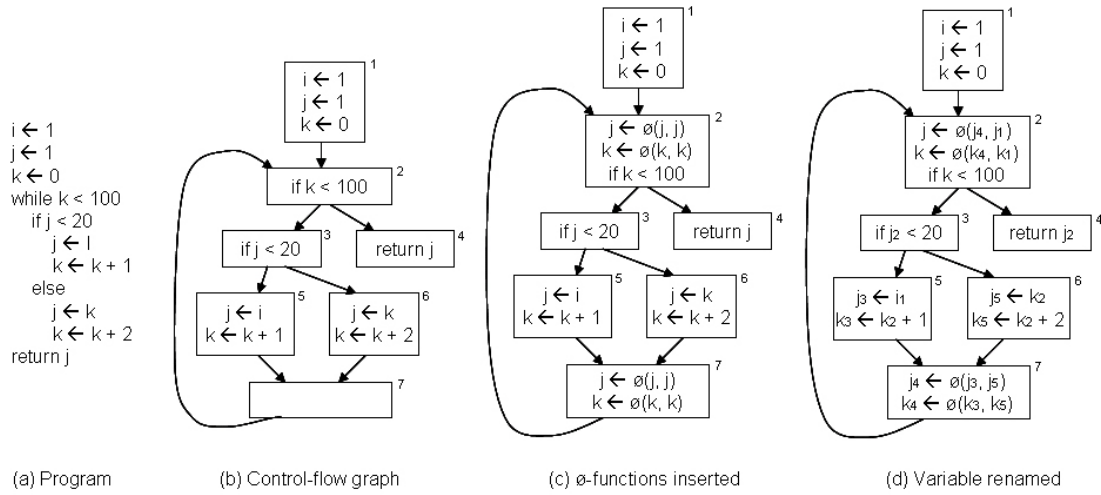 i ← 1
j ← 1
k ← 0
while k < 100
if j < 20
j ← I
k ← k + 1
else
j ← k
k ← k + 2
return j
(a) Program
1
i ← 1
j ← 1
k ← 0
2
if k < 100
3
if j < 20
4
return j
5
j ← i
k ← k + 1
6
j ← k
k ← k + 2
7
(b) Control-flow graph
1
i ← 1
j ← 1
k ← 0
2
j ← ø(j, j)
k ← ø(k, k)
if k < 100
3
if j < 20
4
return j
5
j ← i
k ← k + 1
6
j ← k
k ← k + 2
7
j ← ø(j, j)
k ← ø(k, k)
(c) ø-functions inserted
1
i ← 1
j ← 1
k ← 0
2
j ← ø(j₄, j₁)
k ← ø(k₄, k₁)
if k < 100
3
if j₂ < 20
4
return j₂
5
j₃ ← i₁
k₃ ← k₂ + 1
6
j₅ ← k₂
k₅ ← k₂ + 2
7
j₄ ← ø(j₃, j₅)
k₄ ← ø(k₃, k₅)
(d) Variable renamed